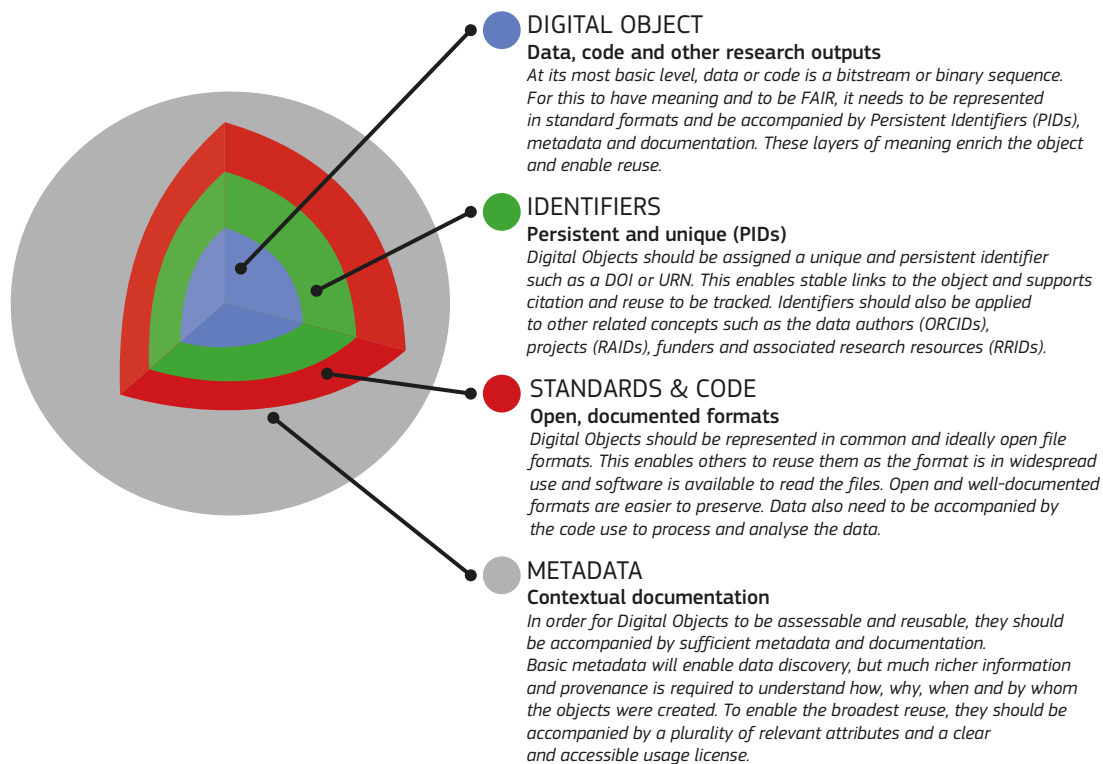 DIGITAL OBJECT
Data, code and other research outputs
At its most basic level, data or code is a bitstream or binary sequence.
For this to have meaning and to be FAIR, it needs to be represented
in standard formats and be accompanied by Persistent Identifiers (PIDs),
metadata and documentation. These layers of meaning enrich the object
and enable reuse.
IDENTIFIERS
Persistent and unique (PIDs)
Digital Objects should be assigned a unique and persistent identifier
such as a DOI or URN. This enables stable links to the object and supports
citation and reuse to be tracked. Identifiers should also be applied
to other related concepts such as the data authors (ORCIDs),
projects (RAIDs), funders and associated research resources (RRIDs).
STANDARDS & CODE
Open, documented formats
Digital Objects should be represented in common and ideally open file
formats. This enables others to reuse them as the format is in widespread
use and software is available to read the files. Open and well-documented
formats are easier to preserve. Data also need to be accompanied by
the code use to process and analyse the data.
METADATA
Contextual documentation
In order for Digital Objects to be assessable and reusable, they should
be accompanied by sufficient metadata and documentation.
Basic metadata will enable data discovery, but much richer information
and provenance is required to understand how, why, when and by whom
the objects were created. To enable the broadest reuse, they should be
accompanied by a plurality of relevant attributes and a clear
and accessible usage license.